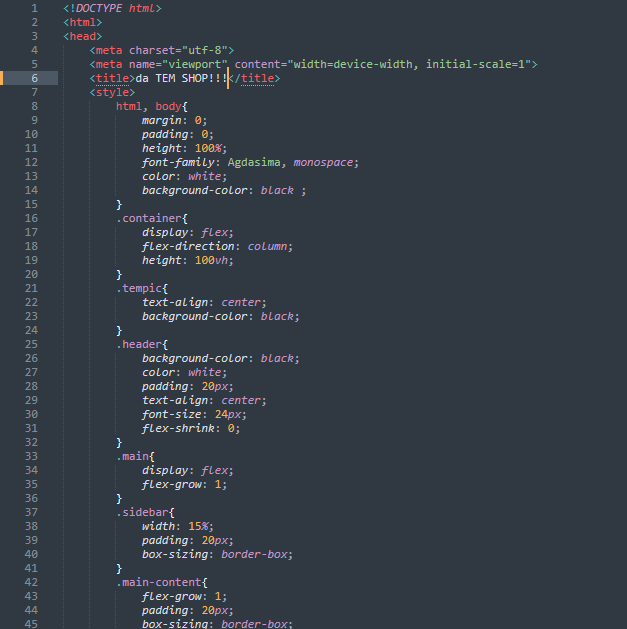 1 <!DOCTYPE html>
2 <html>
3 <head>
4     <meta charset="utf-8">
5     <meta name="viewport" content="width=device-width, initial-scale=1">
6     <title>da TEM SHOP!!!</title>
7     <style>
8         html, body{
9             margin: 0;
10             padding: 0;
11             height: 100%;
12             font-family: Agdasima, monospace;
13             color: white;
14             background-color: black ;
15         }
16         .container{
17             display: flex;
18             flex-direction: column;
19             height: 100vh;
20         }
21         .tempic{
22             text-align: center;
23             background-color: black;
24         }
25         .header{
26             background-color: black;
27             color: white;
28             padding: 20px;
29             text-align: center;
30             font-size: 24px;
31             flex-shrink: 0;
32         }
33         .main{
34             display: flex;
35             flex-grow: 1;
36         }
37         .sidebar{
38             width: 15%;
39             padding: 20px;
40             box-sizing: border-box;
41         }
42         .main-content{
43             flex-grow: 1;
44             padding: 20px;
45             box-sizing: border-box;